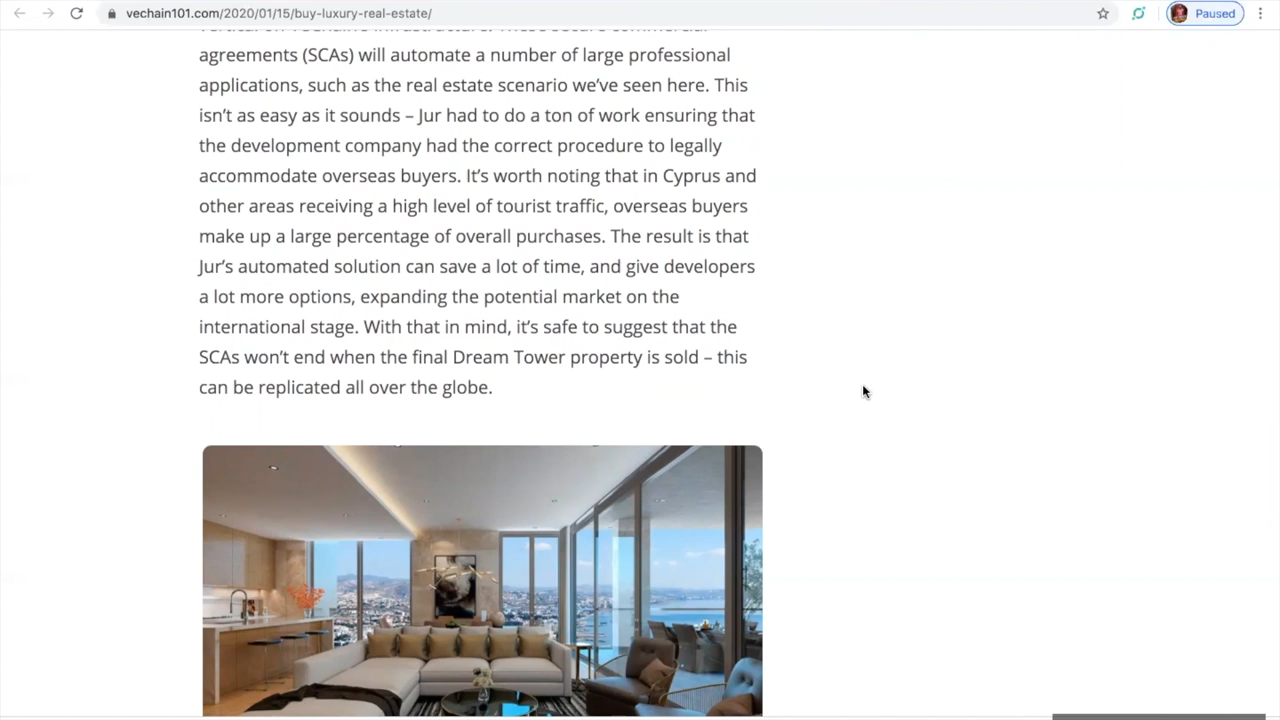 vechain101.com/2020/01/15/buy-luxury-real-estate/
Paused
vertical on VeChain's infrastructure. These secure commercial
agreements (SCAs) will automate a number of large professional
applications, such as the real estate scenario we’ve seen here. This
isn’t as easy as it sounds – Jur had to do a ton of work ensuring that
the development company had the correct procedure to legally
accommodate overseas buyers. It’s worth noting that in Cyprus and
other areas receiving a high level of tourist traffic, overseas buyers
make up a large percentage of overall purchases. The result is that
Jur’s automated solution can save a lot of time, and give developers
a lot more options, expanding the potential market on the
international stage. With that in mind, it’s safe to suggest that the
SCAs won’t end when the final Dream Tower property is sold – this
can be replicated all over the globe.